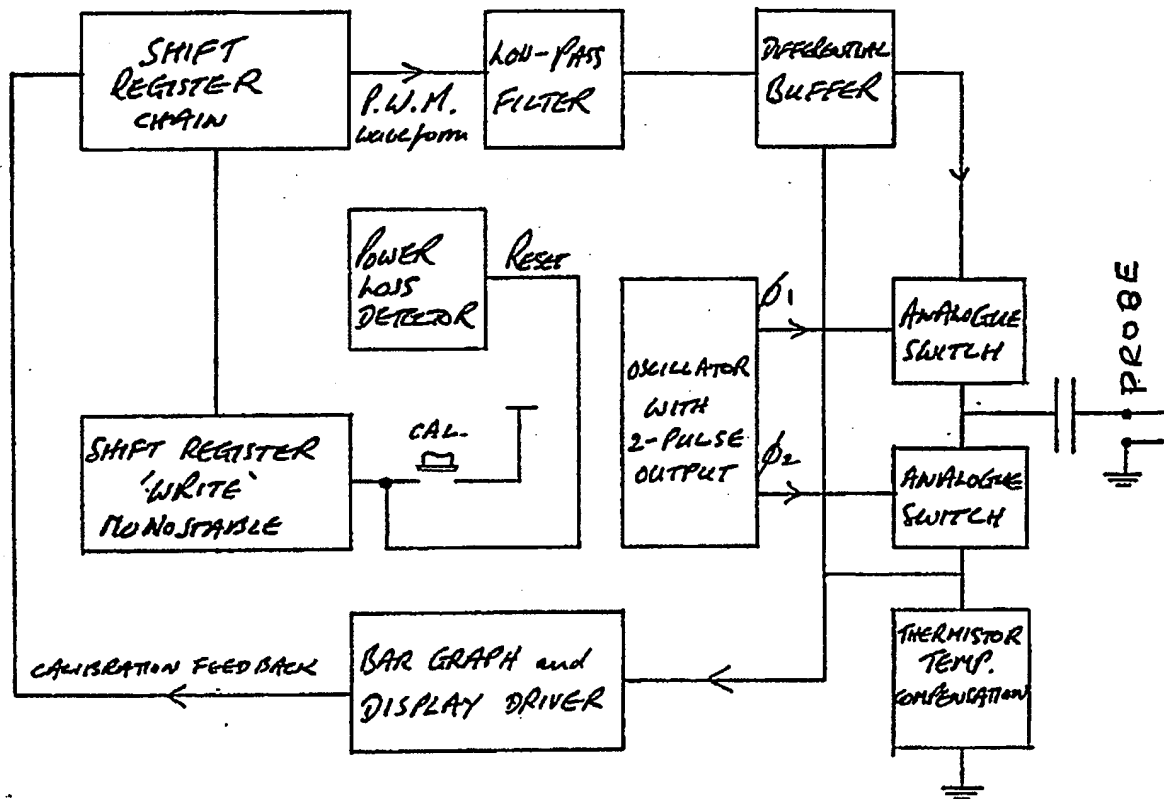 SHIFT
REGISTER
CHAIN
P.W.M.
waveform
LOW-PASS
FILTER
DIFFERENTIAL
BUFFER
POWER
LOSS
DETECTOR
RESET
OSCILLATOR
WITH
2-PULSE
OUTPUT
ϕ1
ϕ2
ANALOGUE
SWITCH
PROBE
ANALOGUE
SWITCH
SHIFT REGISTER
'WRITE'
MONOSTABLE
CAL.
CALIBRATION FEEDBACK
BAR GRAPH and
DISPLAY DRIVER
THERMISTOR
TEMP.
COMPENSATION